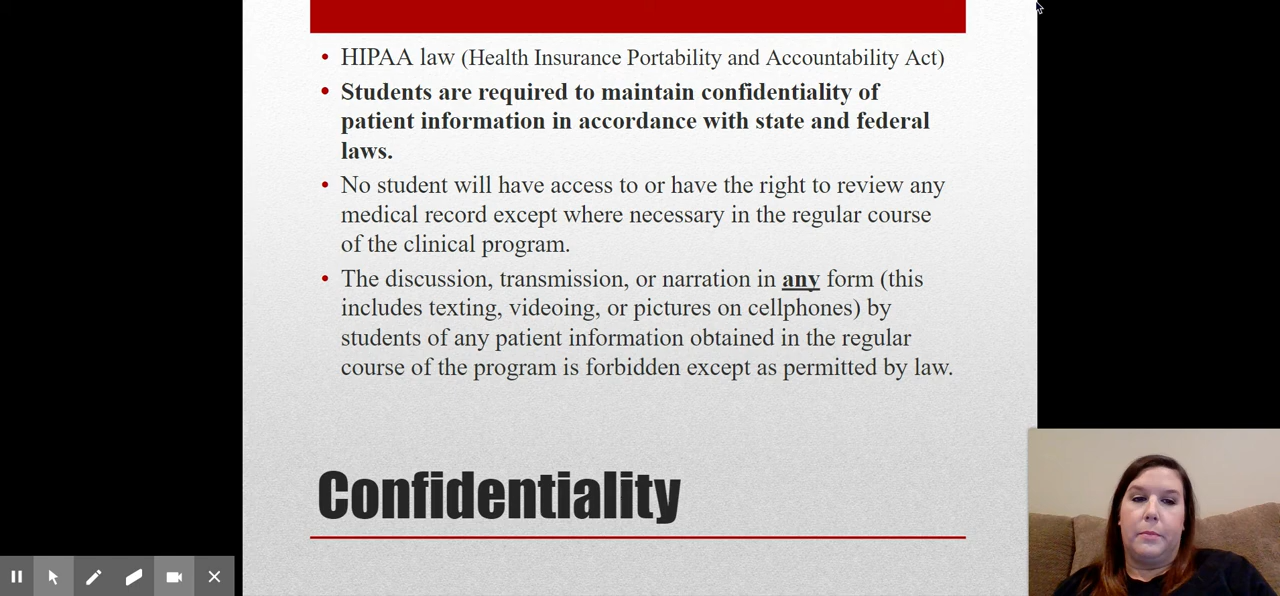 HIPAA law (Health Insurance Portability and Accountability Act)
Students are required to maintain confidentiality of
patient information in accordance with state and federal
laws.
No student will have access to or have the right to review any
medical record except where necessary in the regular course
of the clinical program.
The discussion, transmission, or narration in any form (this
includes texting, videoing, or pictures on cellphones) by
students of any patient information obtained in the regular
course of the program is forbidden except as permitted by law.
Confidentiality